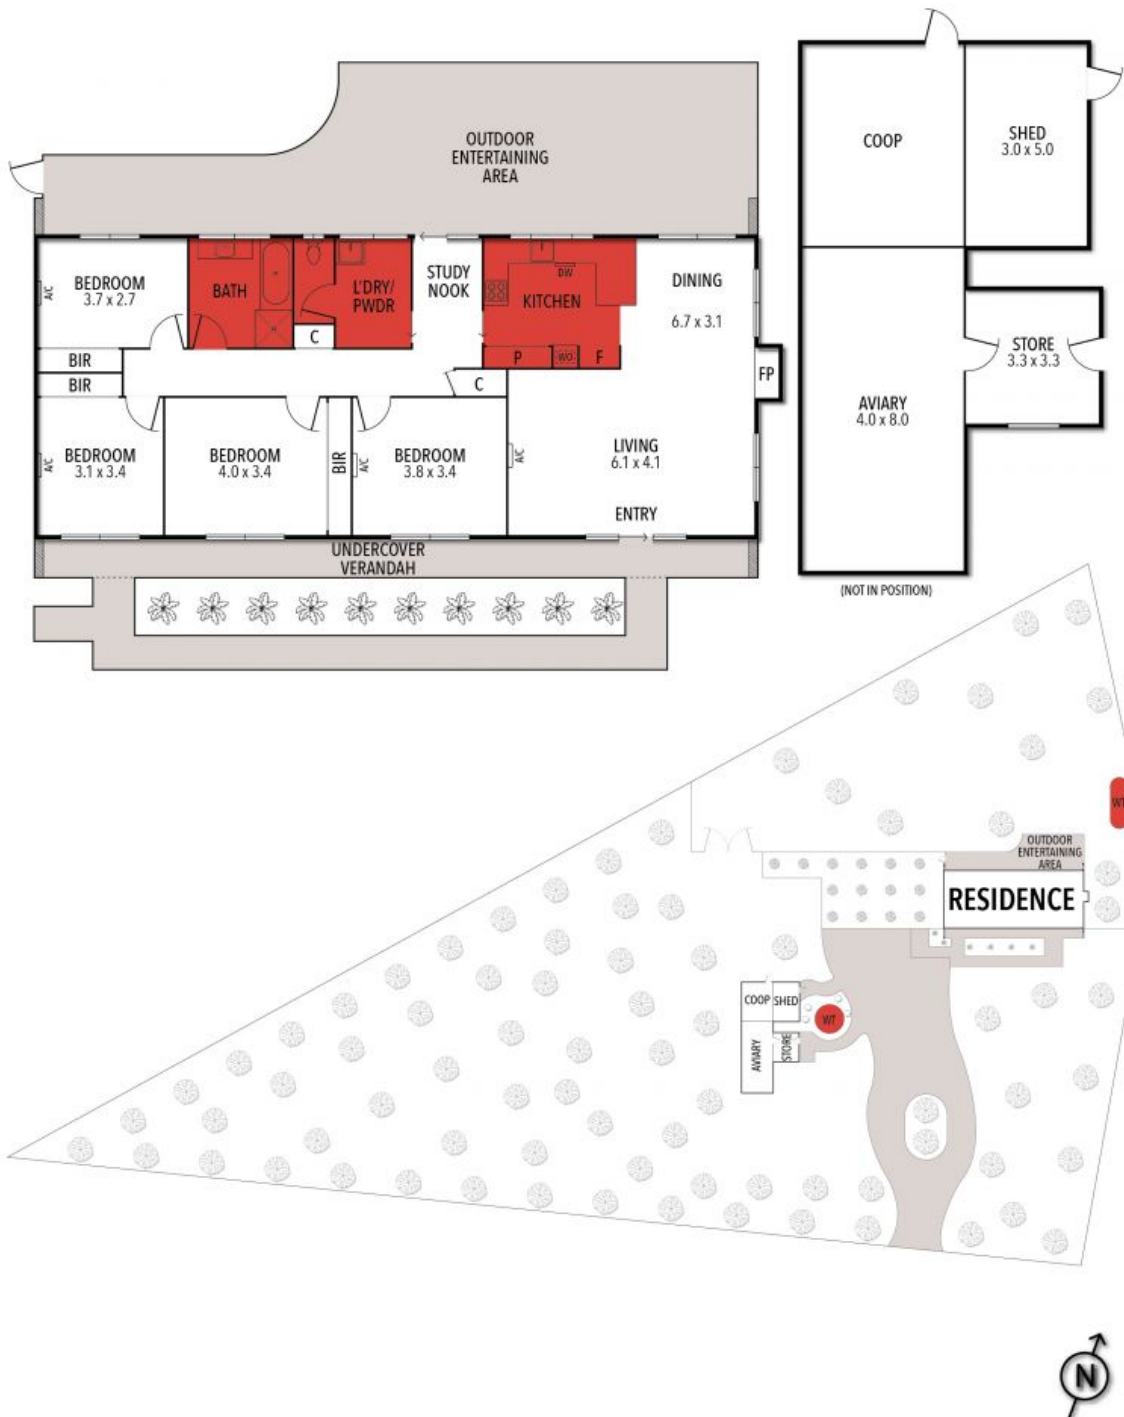 OUTDOOR
ENTERTAINING
AREA
COOP
SHED
3.0 x 5.0
BEDROOM
3.7 x 2.7
A/C
BATH
L'DRY/
PWDR
STUDY
NOOK
DW
KITCHEN
DINING
6.7 x 3.1
C
BIR
BIR
P
WO
F
C
FP
STORE
3.3 x 3.3
AVIARY
4.0 x 8.0
BEDROOM
3.1 x 3.4
A/C
BEDROOM
4.0 x 3.4
BIR
A/C
BEDROOM
3.8 x 3.4
A/C
LIVING
6.1 x 4.1
ENTRY
UNDERCOVER
VERANDAH
(NOT IN POSITION)
WT
OUTDOOR
ENTERTAINING
AREA
RESIDENCE
COOP
SHED
WT
AVIARY
STORE
N